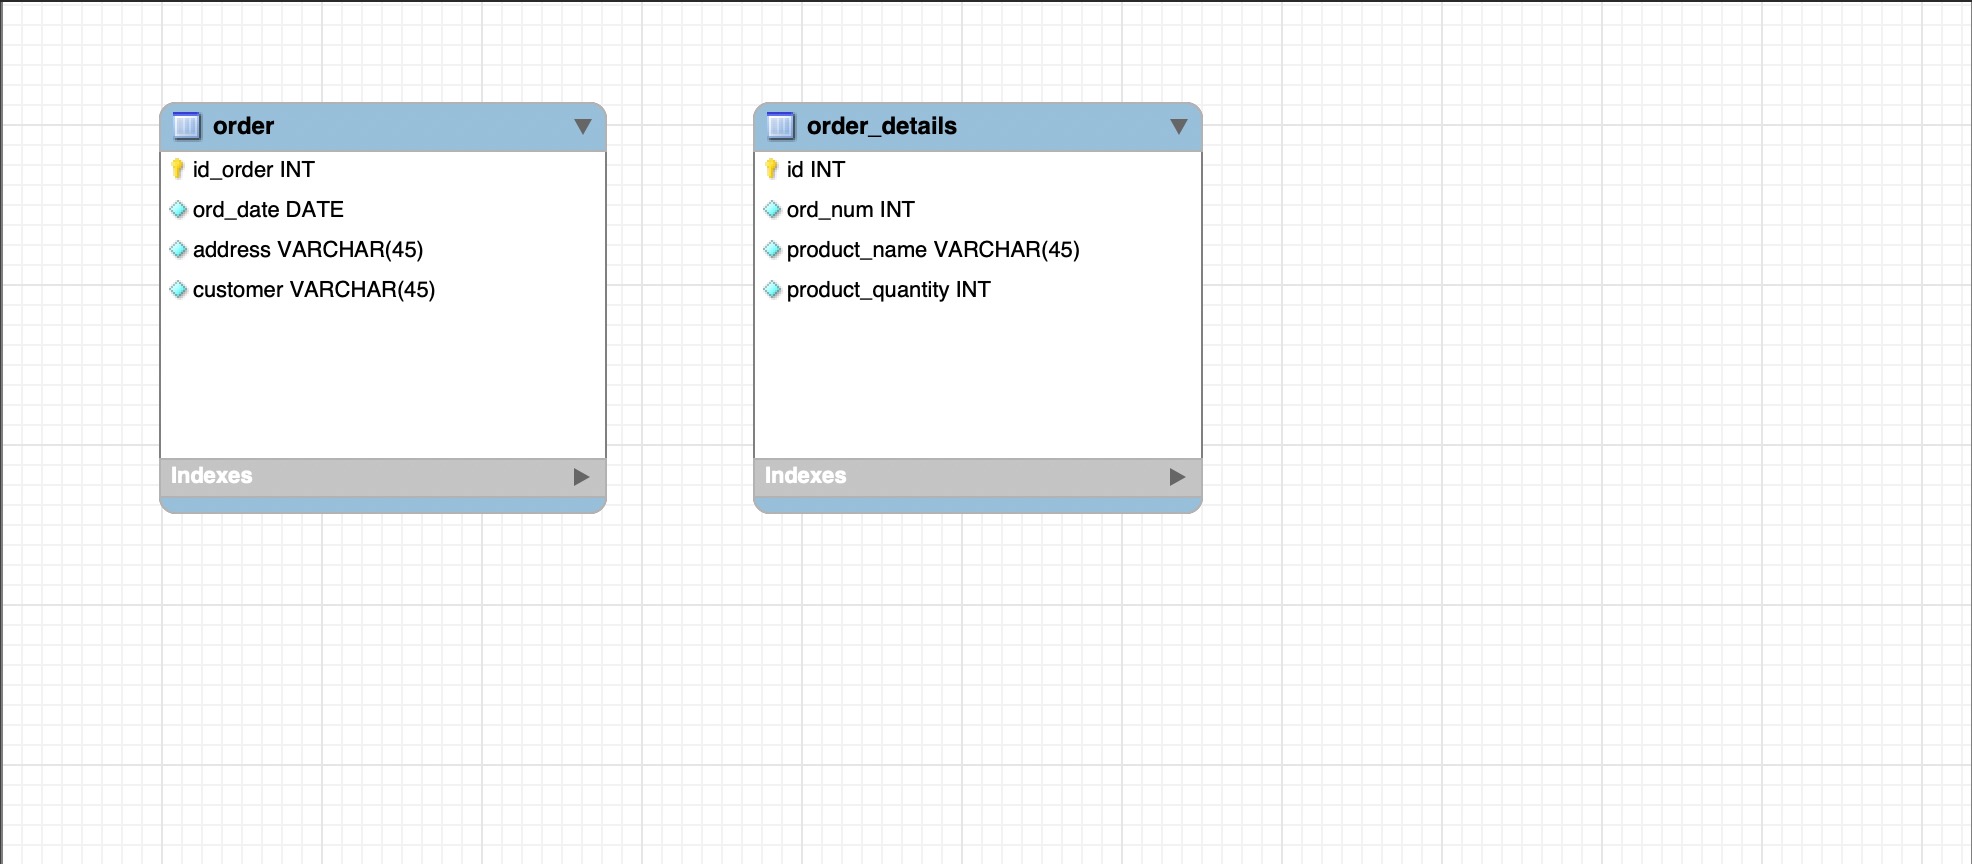 order
id_order INT
ord_date DATE
address VARCHAR(45)
customer VARCHAR(45)
Indexes
order_details
id INT
ord_num INT
product_name VARCHAR(45)
product_quantity INT
Indexes